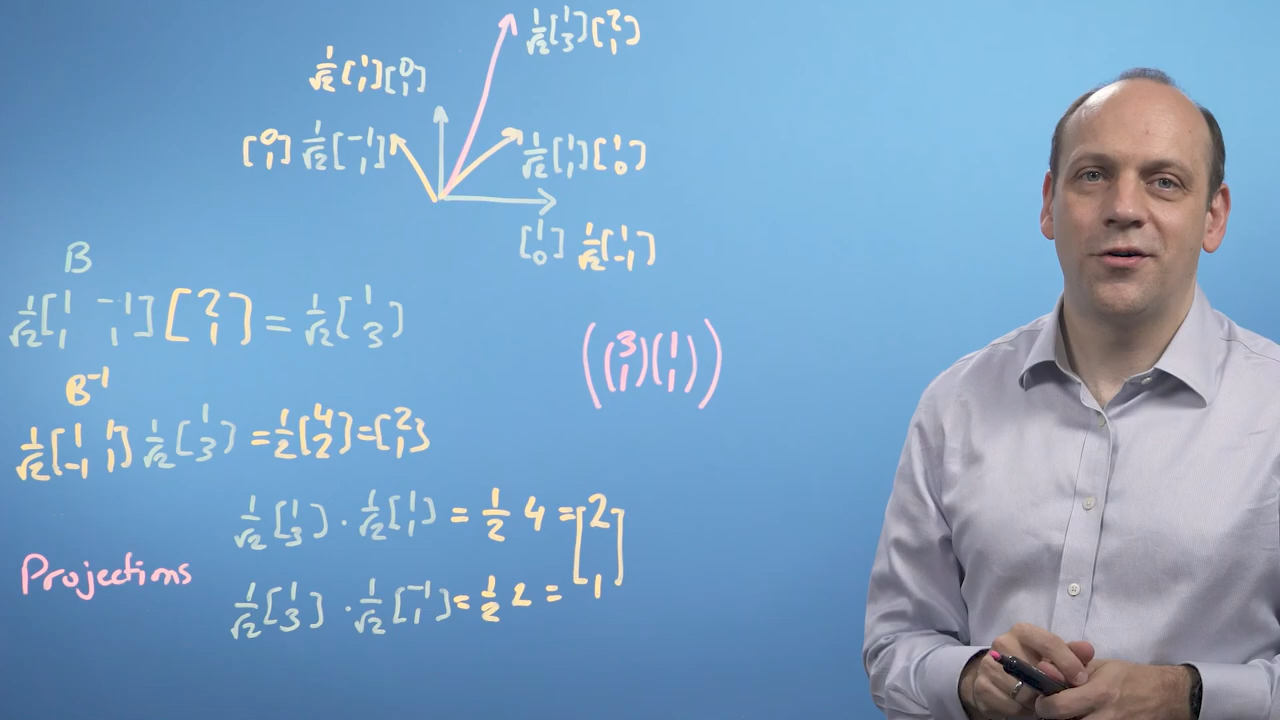 1/√2 [1 3] [2 1]
1/√2 [1 1] [0 1]
[0 1] 1/√2 [-1 1]
1/√2 [1 1] [1 0]
[1 0] 1/√2 [1 -1]
B
1/√2 [1 -1 1 1] [2 1] = 1/√2 [1 3]
((3 1) (1 1))
B⁻¹
1/√2 [1 1 -1 1] 1/√2 [1 3] = 1/2 [4 2] = [2 1]
1/√2 [1 3] · 1/√2 [1 1] = 1/2 4 = [2
Projections
1/√2 [1 3] · 1/√2 [-1 1] = 1/2 2 = 1]